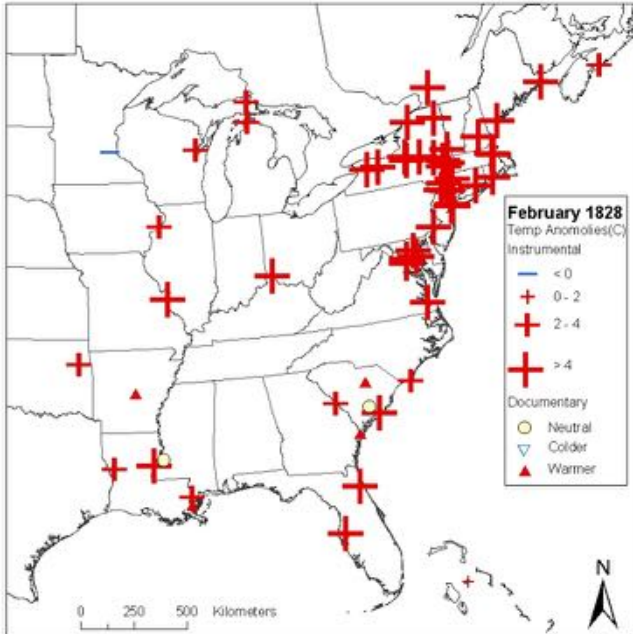 February 1828
Temp Anomolies(C)
Instrumental
< 0
0 - 2
2 - 4
> 4
Documentary
Neutral
Colder
Warmer
N
0 250 500 Kilometers